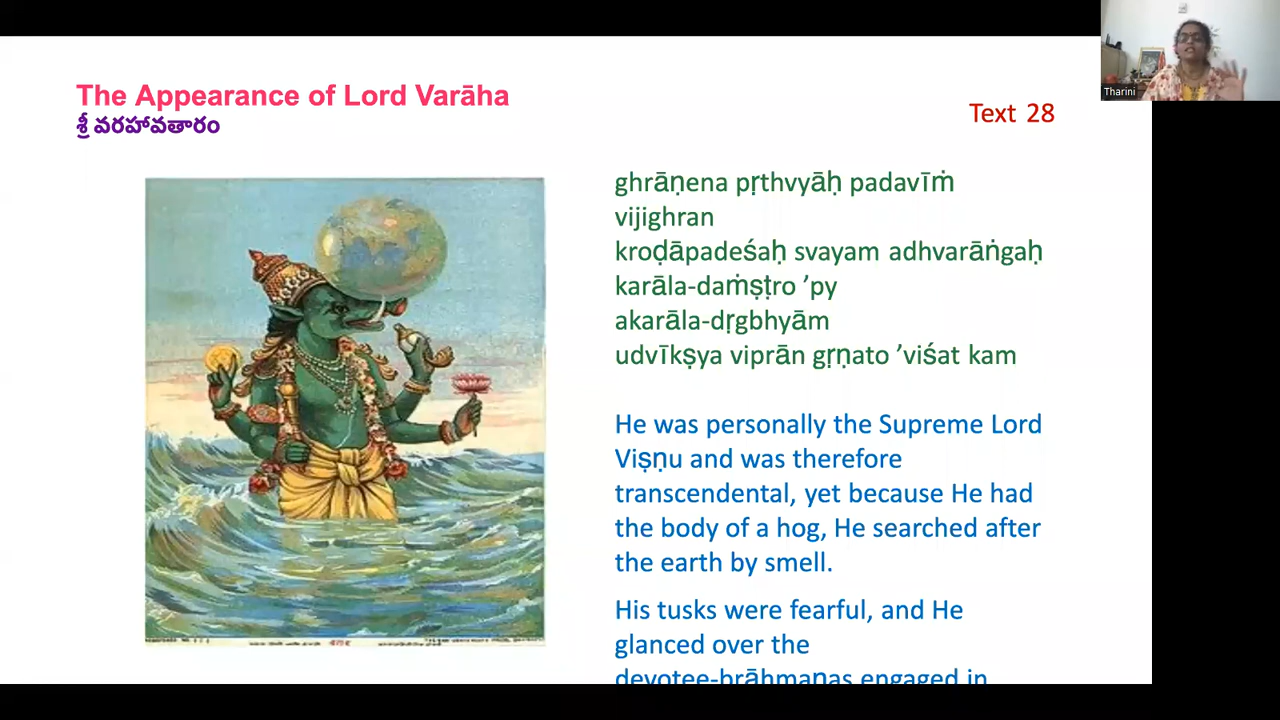 The Appearance of Lord Varāha
శ్రీ వరహావతారం
Text 28
ghrāṇena pṛthvyāḥ padavīṁ
vijighran
kroḍāpadeśaḥ svayam adhvarāṅgaḥ
karāla-daṁṣṭro ’py
akarāla-dṛgbhyām
udvīkṣya viprān gṛṇato ’viśat kam
He was personally the Supreme Lord
Viṣṇu and was therefore
transcendental, yet because He had
the body of a hog, He searched after
the earth by smell.
His tusks were fearful, and He
glanced over the
devotee-brāhmaṇas engaged in
Tharini